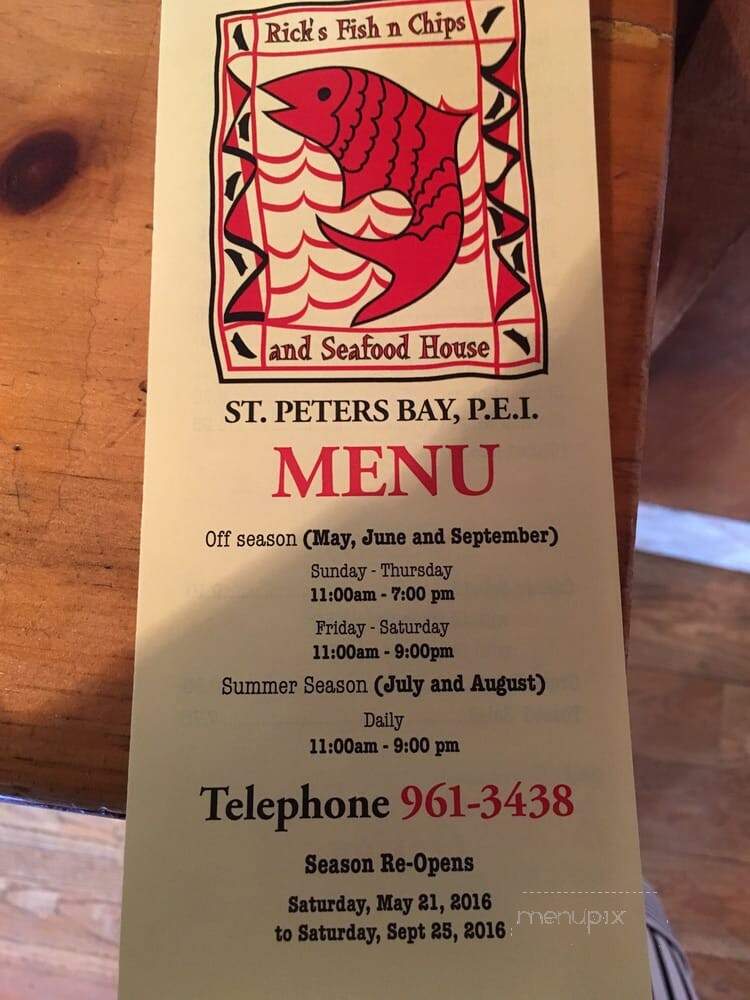 Rick's Fish n Chips
and Seafood House
ST. PETERS BAY, P.E.I.
MENU
Off season (May, June and September)
Sunday - Thursday
11:00am - 7:00 pm
Friday - Saturday
11:00am - 9:00pm
Summer Season (July and August)
Daily
11:00am - 9:00 pm
Telephone 961-3438
Season Re-Opens
Saturday, May 21, 2016
to Saturday, Sept 25, 2016
menupix